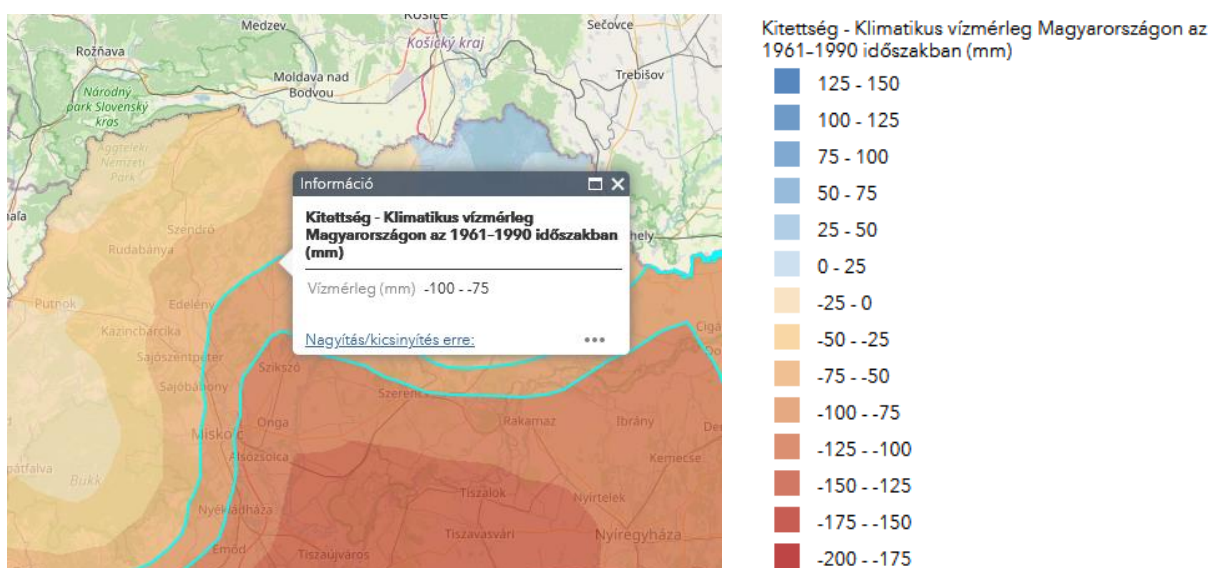 Medzev
Košický kraj
Sečovce
Rožňava
Trebišov
Moldava nad
Bodvou
Národný
park Slovenský
kras
Aggteleki
Nemzeti
Park
Szendrő
Rudabánya
Putnok
Edelény
Kazincbarcika
Sajószentpéter
Szikszó
Sajóbábony
Szerencs
Onga
Rakamaz
Ibrány
Miskolc
Alsózsolca
Kemecse
Bükk
Tiszalök
Nyírtelek
Nyékládháza
Tiszavasvári
Nyíregyháza
Emőd
Tiszaújváros
Információ
Kitettség - Klimatikus vízmérleg
Magyarországon az 1961–1990 időszakban
(mm)
Vízmérleg (mm) -100 - -75
Nagyítás/kicsinyítés erre:
•••
Kitettség - Klimatikus vízmérleg Magyarországon az
1961–1990 időszakban (mm)
125 - 150
100 - 125
75 - 100
50 - 75
25 - 50
0 - 25
-25 - 0
-50 - -25
-75 - -50
-100 - -75
-125 - -100
-150 - -125
-175 - -150
-200 - -175